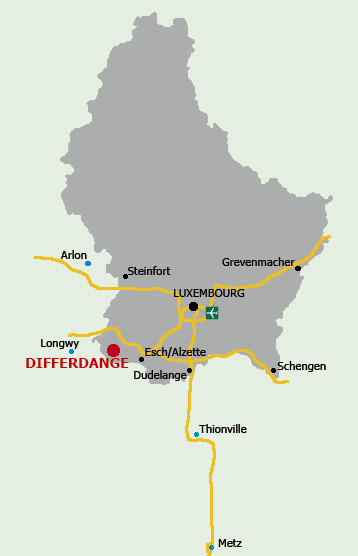 Arlon
Steinfort
Grevenmacher
LUXEMBOURG
Longwy
Esch/Alzette
DIFFERDANGE
Dudelange
Schengen
Thionville
Metz